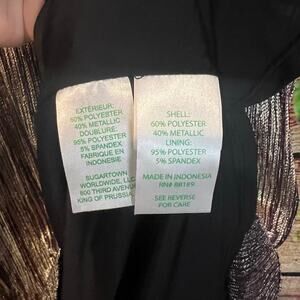 EXTÉRIEUR:
60% POLYESTER
40% METALLIC
DOUBLURE:
95% POLYESTER
5% SPANDEX
FABRIQUÉ EN
INDONÉSIE
SUGARTOWN
WORLDWIDE, LLC
800 THIRD AVENUE
KING OF PRUSSIA,
SHELL:
60% POLYESTER
40% METALLIC
LINING:
95% POLYESTER
5% SPANDEX
MADE IN INDONESIA
RN# 88189
SEE REVERSE
FOR CARE